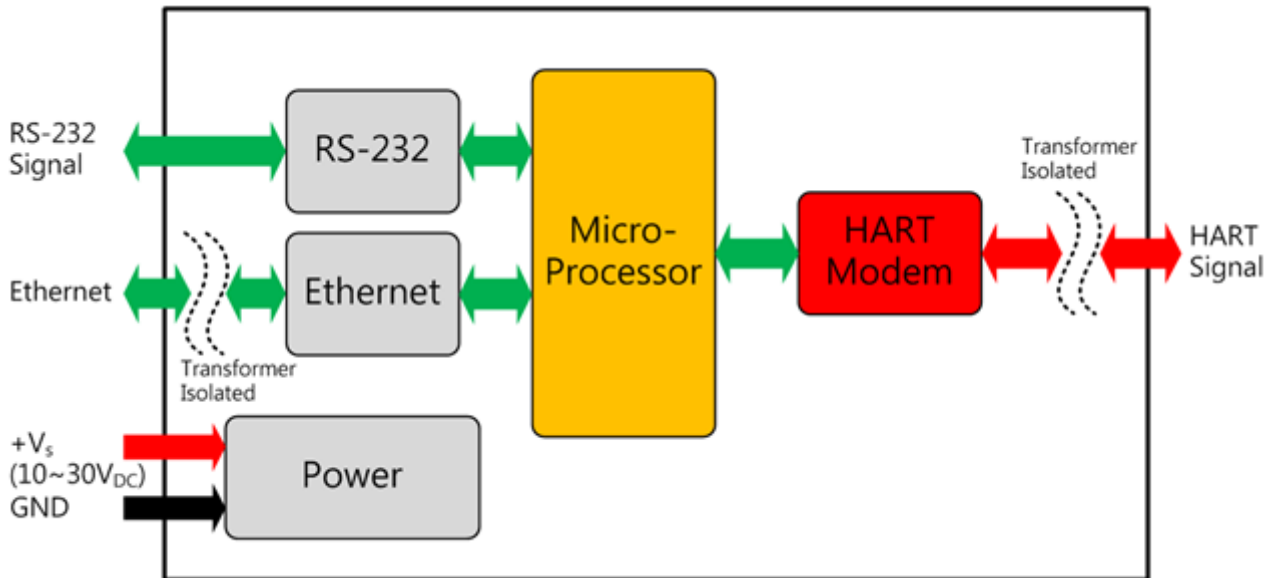 RS-232
Signal
RS-232
Ethernet
Ethernet
Transformer
Isolated
+Vs
(10~30VDC)
GND
Power
Micro-
Processor
HART
Modem
Transformer
Isolated
HART
Signal